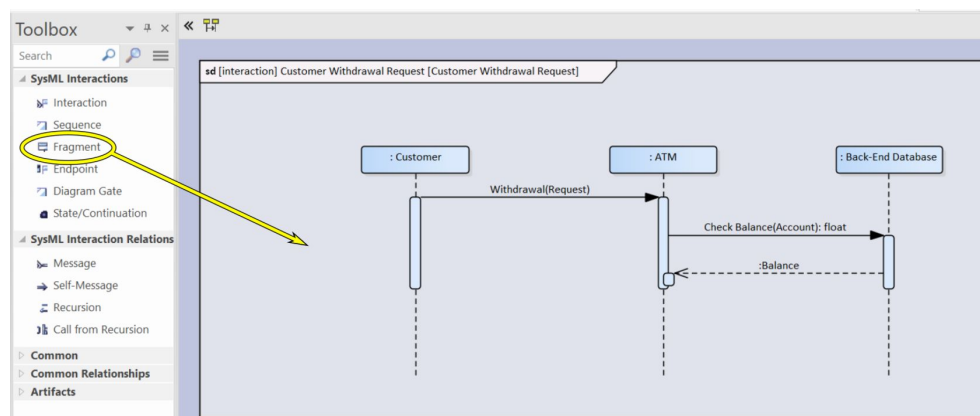 Toolbox
Search
SysML Interactions
Interaction
Sequence
Fragment
Endpoint
Diagram Gate
State/Continuation
SysML Interaction Relations
Message
Self-Message
Recursion
Call from Recursion
Common
Common Relationships
Artifacts
sd [interaction] Customer Withdrawal Request [Customer Withdrawal Request]
: Customer
: ATM
: Back-End Database
Withdrawal(Request)
Check Balance(Account): float
:Balance